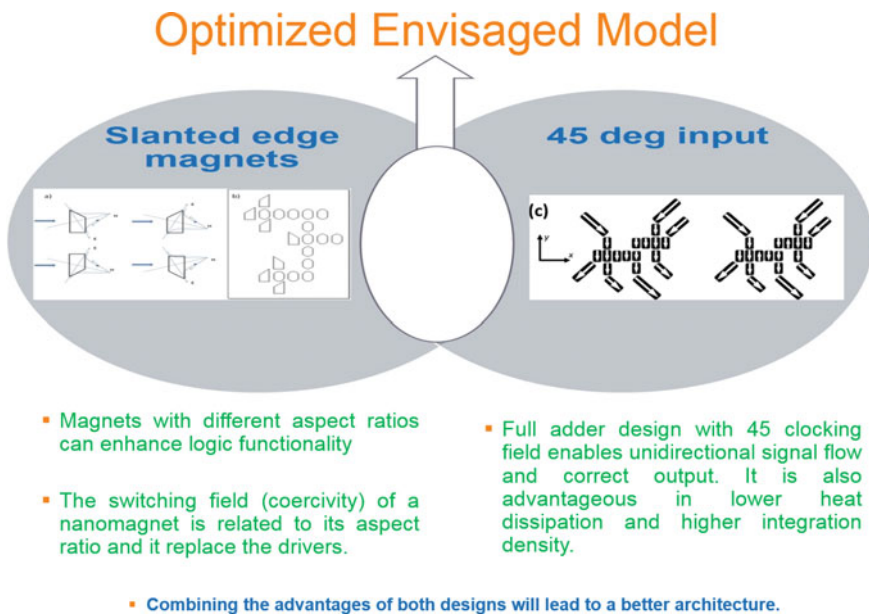 Optimized Envisaged Model
Slanted edge
magnets
45 deg input
a)
b)
(c)
y
x
▪ Magnets with different aspect ratios
can enhance logic functionality
▪ The switching field (coercivity) of a
nanomagnet is related to its aspect
ratio and it replace the drivers.
▪ Full adder design with 45 clocking
field enables unidirectional signal flow
and correct output. It is also
advantageous in lower heat
dissipation and higher integration
density.
▪ Combining the advantages of both designs will lead to a better architecture.